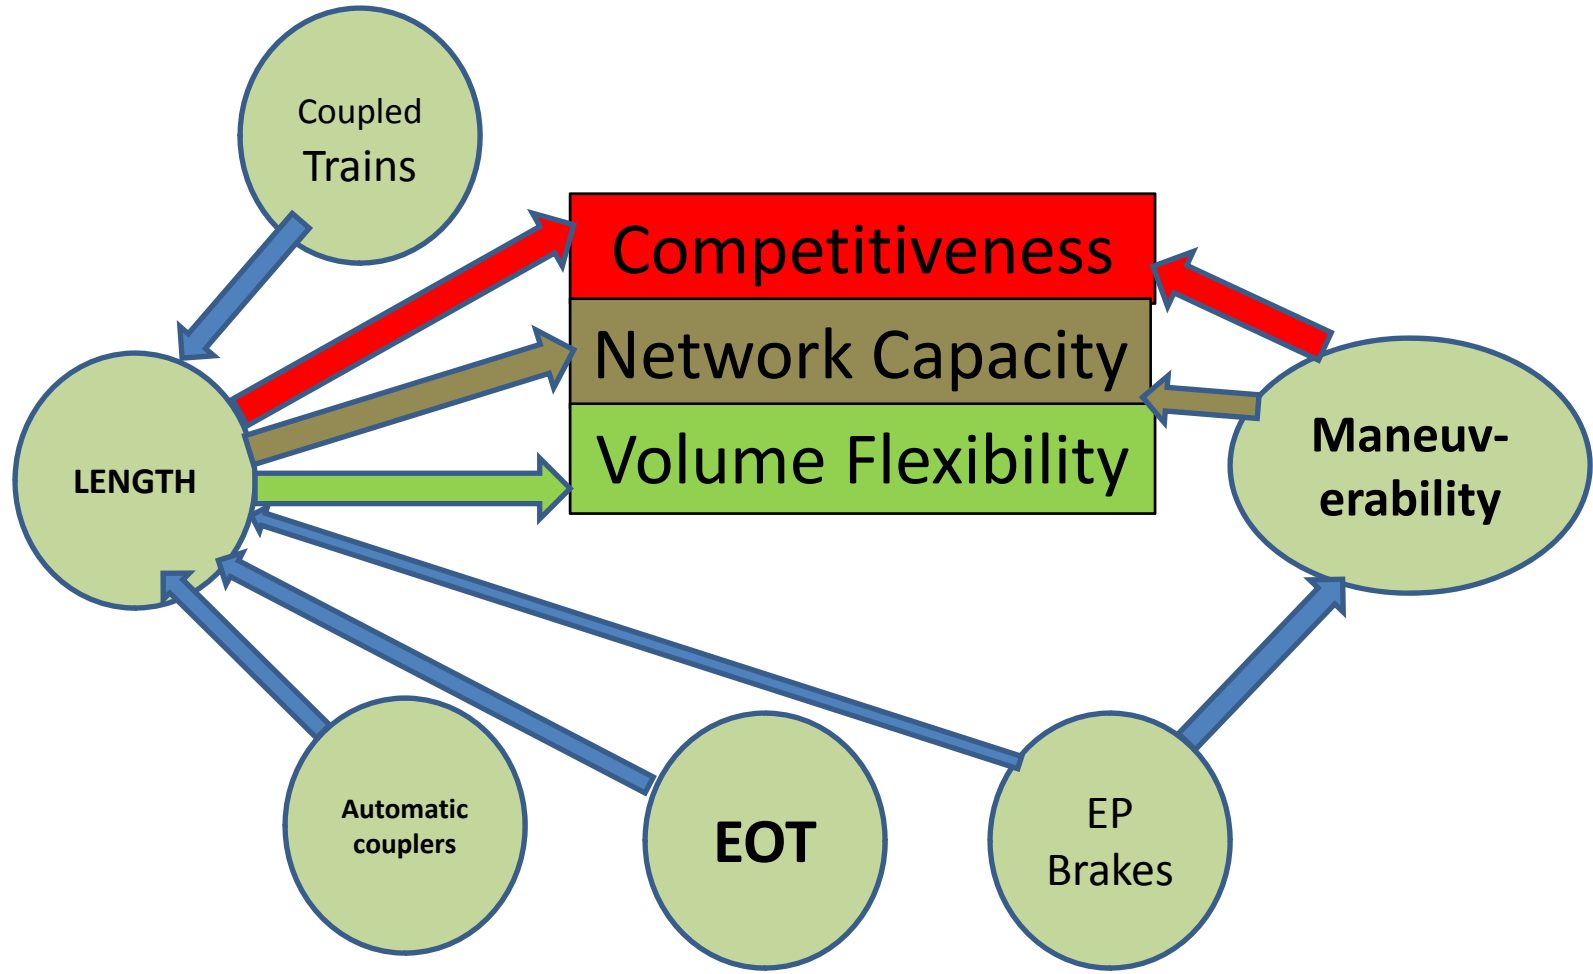 Coupled
Trains
Competitiveness
Network Capacity
Volume Flexibility
LENGTH
Maneuv-
erability
Automatic
couplers
EOT
EP
Brakes